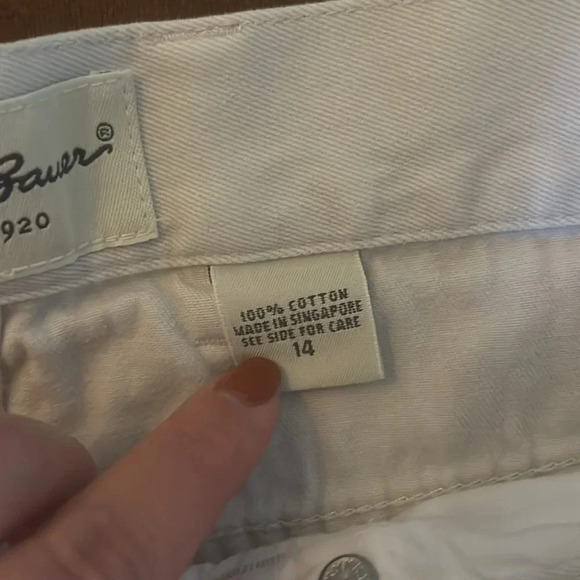 Bauer®
920
100% COTTON
MADE IN SINGAPORE
SEE SIDE FOR CARE
14